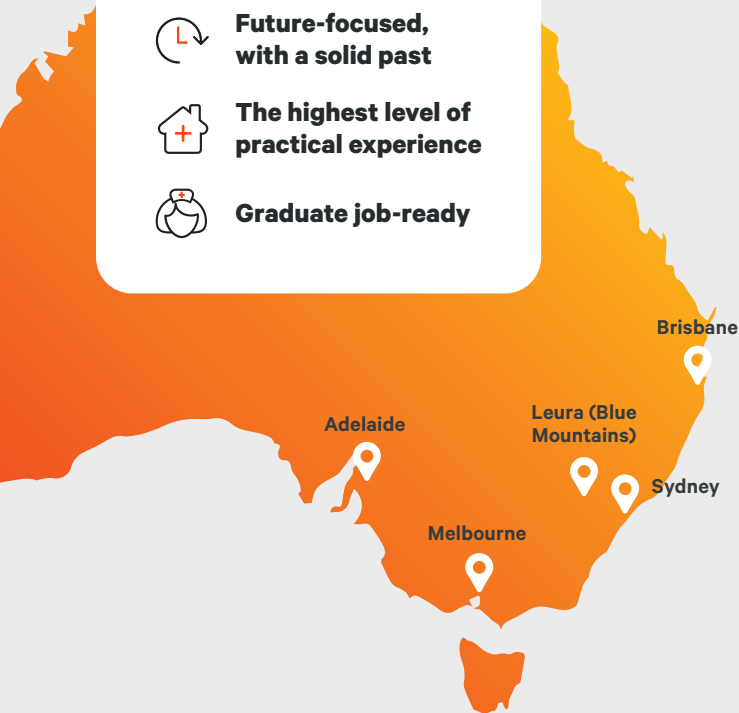 Future-focused,
with a solid past
The highest level of
practical experience
Graduate job-ready
Brisbane
Leura (Blue
Mountains)
Adelaide
Sydney
Melbourne